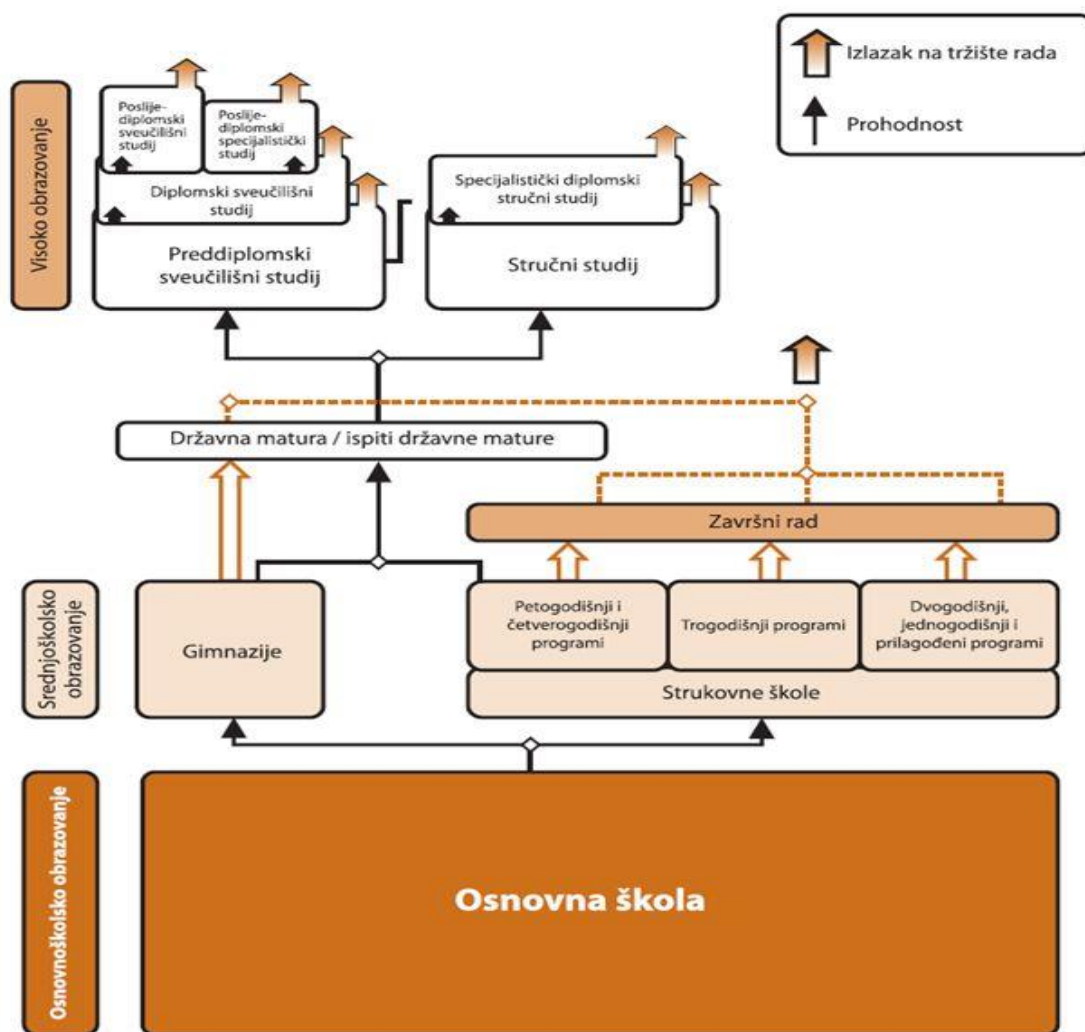 Izlazak na tržište rada
Prohodnost
Visoko obrazovanje
Poslije-
diplomski
sveučilišni
studij
Poslije-
diplomski
specijalistički
studij
Diplomski sveučilišni
studij
Preddiplomski
sveučilišni studij
Specijalistički diplomski
stručni studij
Stručni studij
Državna matura / ispiti državne mature
Završni rad
Srednjoškolsko
obrazovanje
Gimnazije
Petogodišnji i
četverogodišnji
programi
Trogodišnji programi
Dvogodišnji,
jednogodišnji i
prilagođeni programi
Strukovne škole
Osnovnoškolsko obrazovanje
Osnovna škola